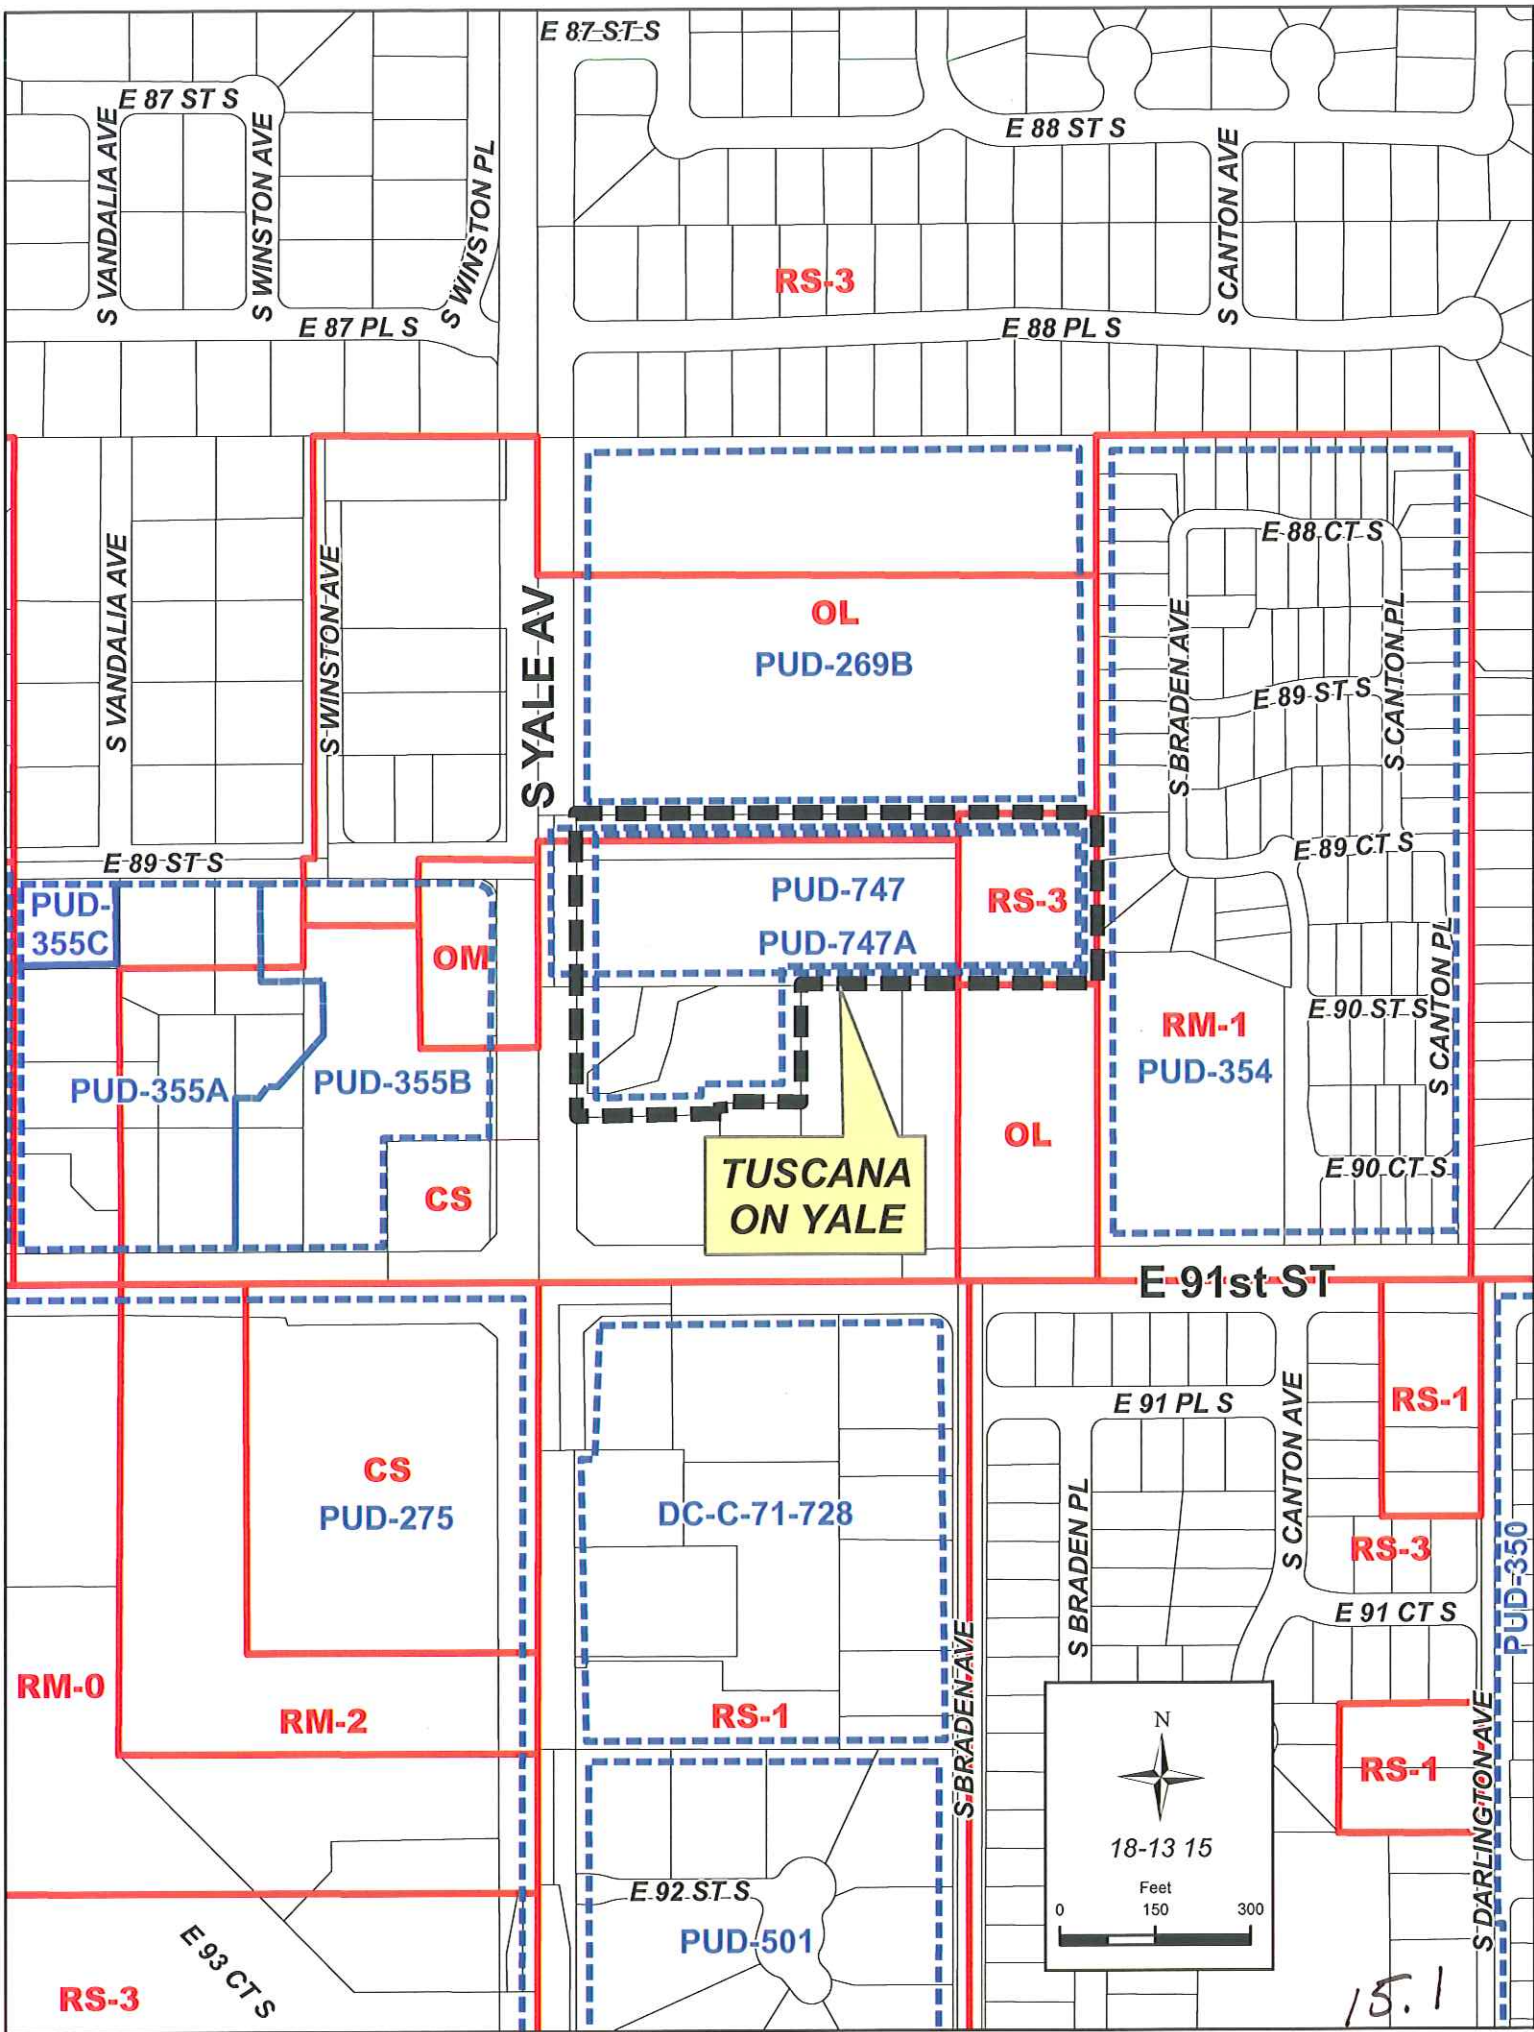 E 87 ST S
E 87 ST S
E 88 ST S
S VANDALIA AVE
S WINSTON AVE
S WINSTON PL
S CANTON AVE
RS-3
E 87 PL S
E 88 PL S
S VANDALIA AVE
S WINSTON AVE
S YALE AV
OL
PUD-269B
E 88 CT S
S BRADEN AVE
S CANTON PL
E 89 ST S
E 89 CT S
E 89 ST S
PUD-
355C
OM
PUD-747
PUD-747A
RS-3
PUD-355A
PUD-355B
RM-1
PUD-354
E 90 ST S
S CANTON PL
OL
E 90 CT S
CS
TUSCANA
ON YALE
E 91st ST
E 91 PL S
S CANTON AVE
RS-1
CS
PUD-275
DC-C-71-728
S BRADEN PL
RS-3
PUD-350
E 91 CT S
RM-0
RM-2
RS-1
S BRADEN AVE
RS-1
S DARLINGTON AVE
N
18-13 15
Feet
0 150 300
E 92 ST S
PUD-501
E 93 CT S
RS-3
15.1